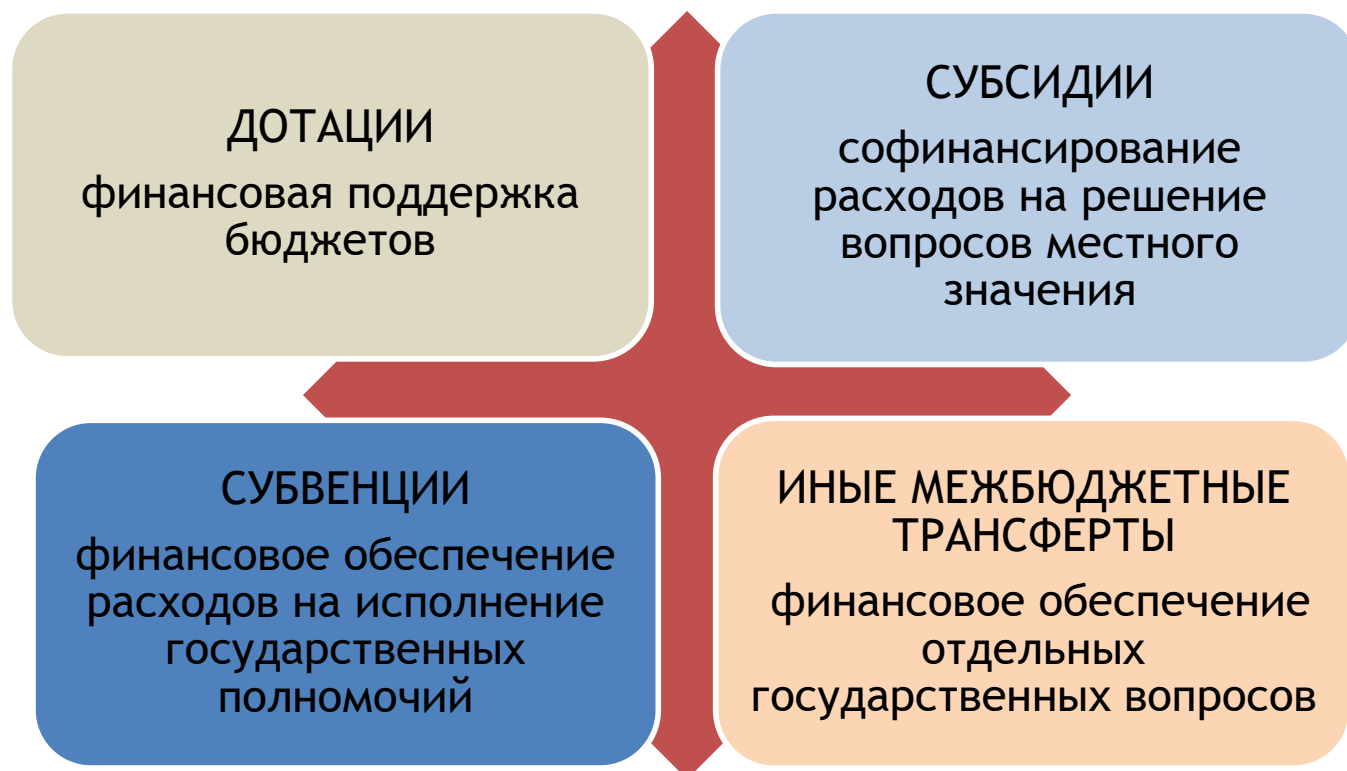 ДОТАЦИИ
финансовая поддержка
бюджетов
СУБСИДИИ
софинансирование
расходов на решение
вопросов местного
значения
СУБВЕНЦИИ
финансовое обеспечение
расходов на исполнение
государственных
полномочий
ИНЫЕ МЕЖБЮДЖЕТНЫЕ
ТРАНСФЕРТЫ
финансовое обеспечение
отдельных
государственных вопросов